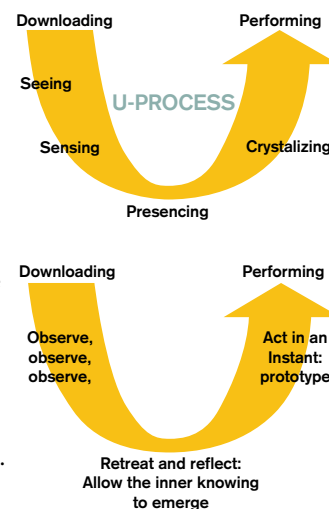 Downloading
Performing
Seeing
U-PROCESS
Sensing
Crystalizing
Presencing
Downloading
Performing
Observe,
observe,
observe,
Act in an
Instant:
prototype
Retreat and reflect:
Allow the inner knowing
to emerge